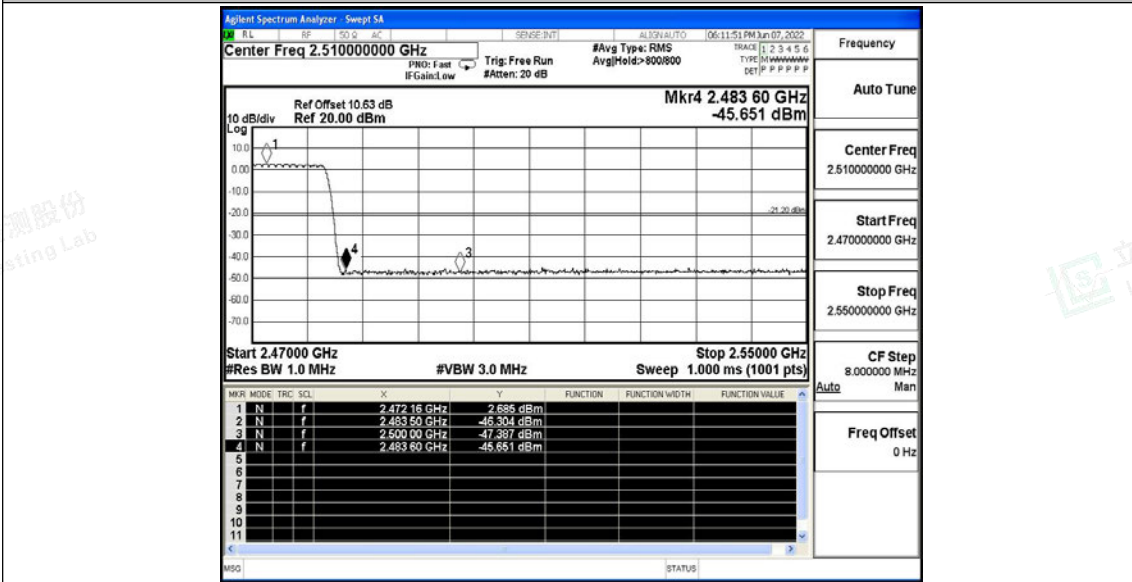 Agilent Spectrum Analyzer - Swept SA
RL RF 50 Ω AC SENSE:INT ALIGN AUTO 06:11:51 PM Jun 07, 2022
Center Freq 2.510000000 GHz
PNO: Fast
IFGain:Low
Trig: Free Run
#Atten: 20 dB
#Avg Type: RMS
Avg|Hold:>800/800
TRACE 1 2 3 4 5 6
TYPE M
DET P P P P P P
Frequency
Auto Tune
Center Freq
2.510000000 GHz
Start Freq
2.470000000 GHz
Stop Freq
2.550000000 GHz
CF Step
8.000000 MHz
Auto Man
Freq Offset
0 Hz
Mkr4 2.483 60 GHz
-45.651 dBm
Ref Offset 10.63 dB
10 dB/div Ref 20.00 dBm
Log
10.0
0.00
-10.0
-20.0
-30.0
-40.0
-50.0
-60.0
-70.0
1
4
3
-21.20 dBm
Start 2.47000 GHz Stop 2.55000 GHz
#Res BW 1.0 MHz #VBW 3.0 MHz Sweep 1.000 ms (1001 pts)
MKR MODE TRC SCL X Y FUNCTION FUNCTION WIDTH FUNCTION VALUE
1 N f 2.472 16 GHz 2.685 dBm
2 N f 2.483 50 GHz -46.304 dBm
3 N f 2.500 00 GHz -47.387 dBm
4 N f 2.483 60 GHz -45.651 dBm
5
6
7
8
9
10
11
MSG STATUS
测股份
sting Lab
立